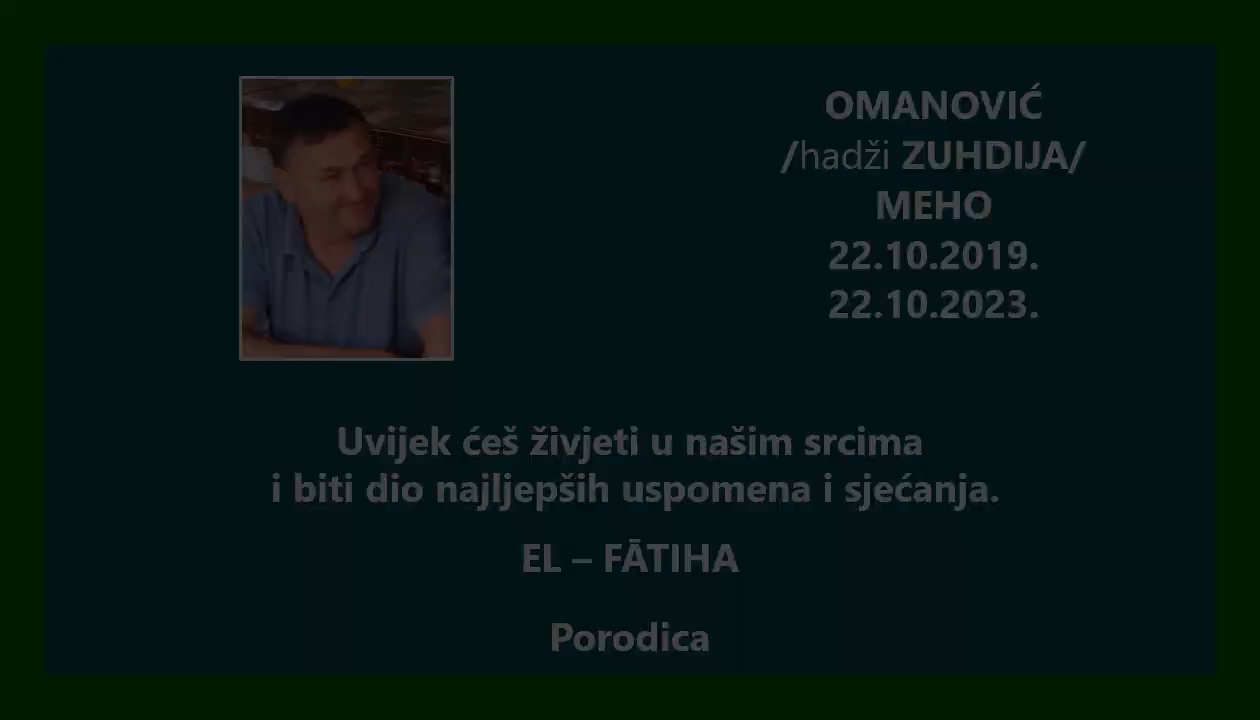 OMANOVIĆ
/hadži ZUHDIJA/
MEHO
22.10.2019.
22.10.2023.
Uvijek ćeš živjeti u našim srcima
i biti dio najljepših uspomena i sjećanja.
EL – FĀTIHA
Porodica